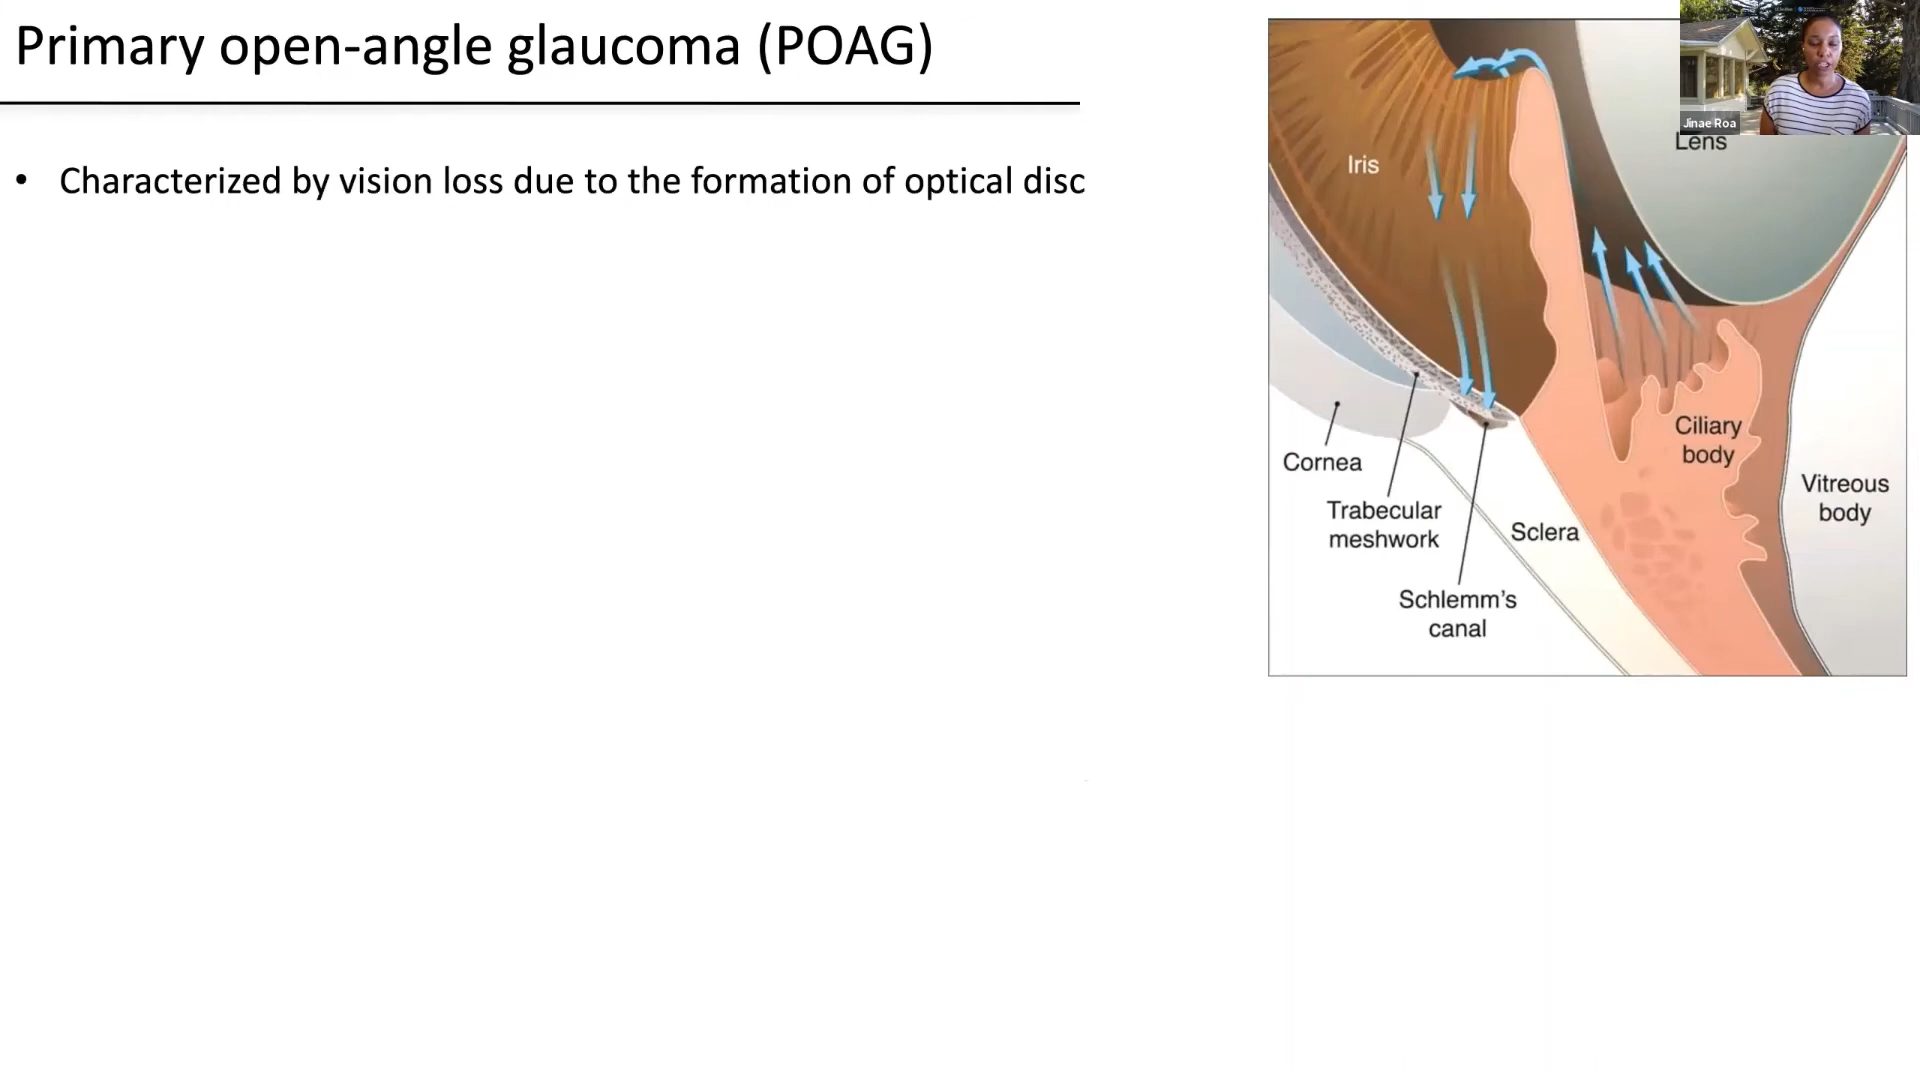 Primary open-angle glaucoma (POAG)
• Characterized by vision loss due to the formation of optical disc
Jinae Roa
Lens
Iris
Ciliary
body
Cornea
Vitreous
body
Trabecular
meshwork
Sclera
Schlemm's
canal